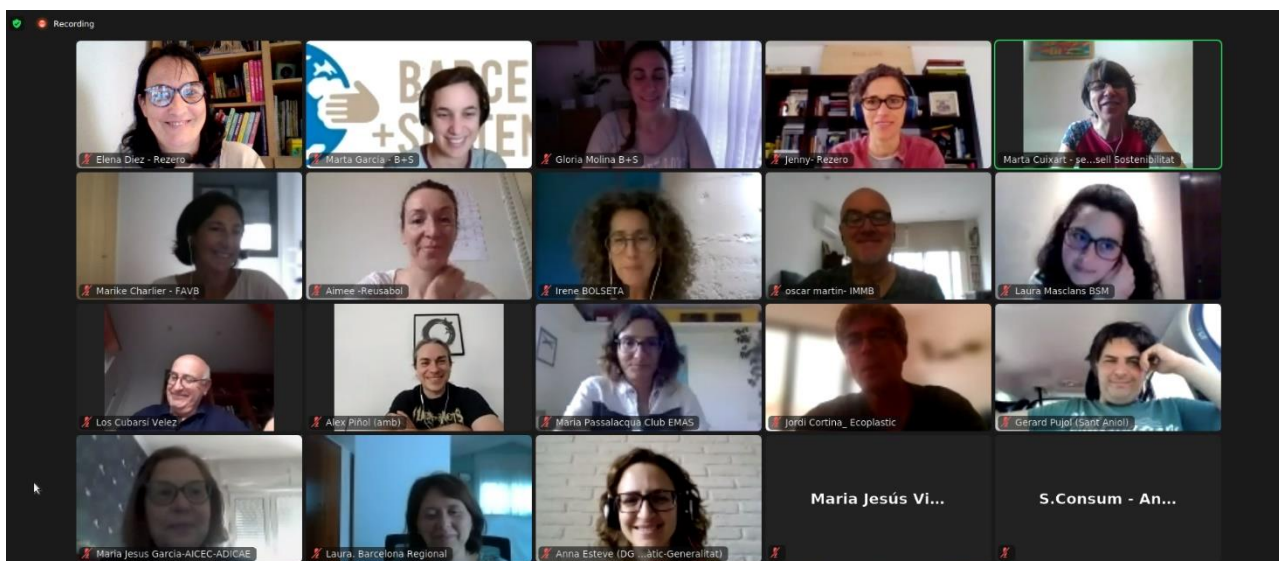 Recording
BARCE
+SOSTEN
Elena Diez - Rezero
Marta Garcia - B+S
Gloria Molina B+S
Jenny- Rezero
Marta Cuixart - se...sell Sostenibilitat
Marike Charlier - FAVB
Aimee -Reusabol
Irene BOLSETA
oscar martin- IMMB
Laura Masclans BSM
Los Cubarsí Velez
Alex Piñol (amb)
Maria Passalacqua Club EMAS
Jordi Cortina_ Ecoplastic
Gerard Pujol (Sant Aniol)
Maria Jesus Garcia-AICEC-ADICAE
Laura. Barcelona Regional
Anna Esteve (DG ...àtic-Generalitat)
Maria Jesús Vi...
S.Consum - An...